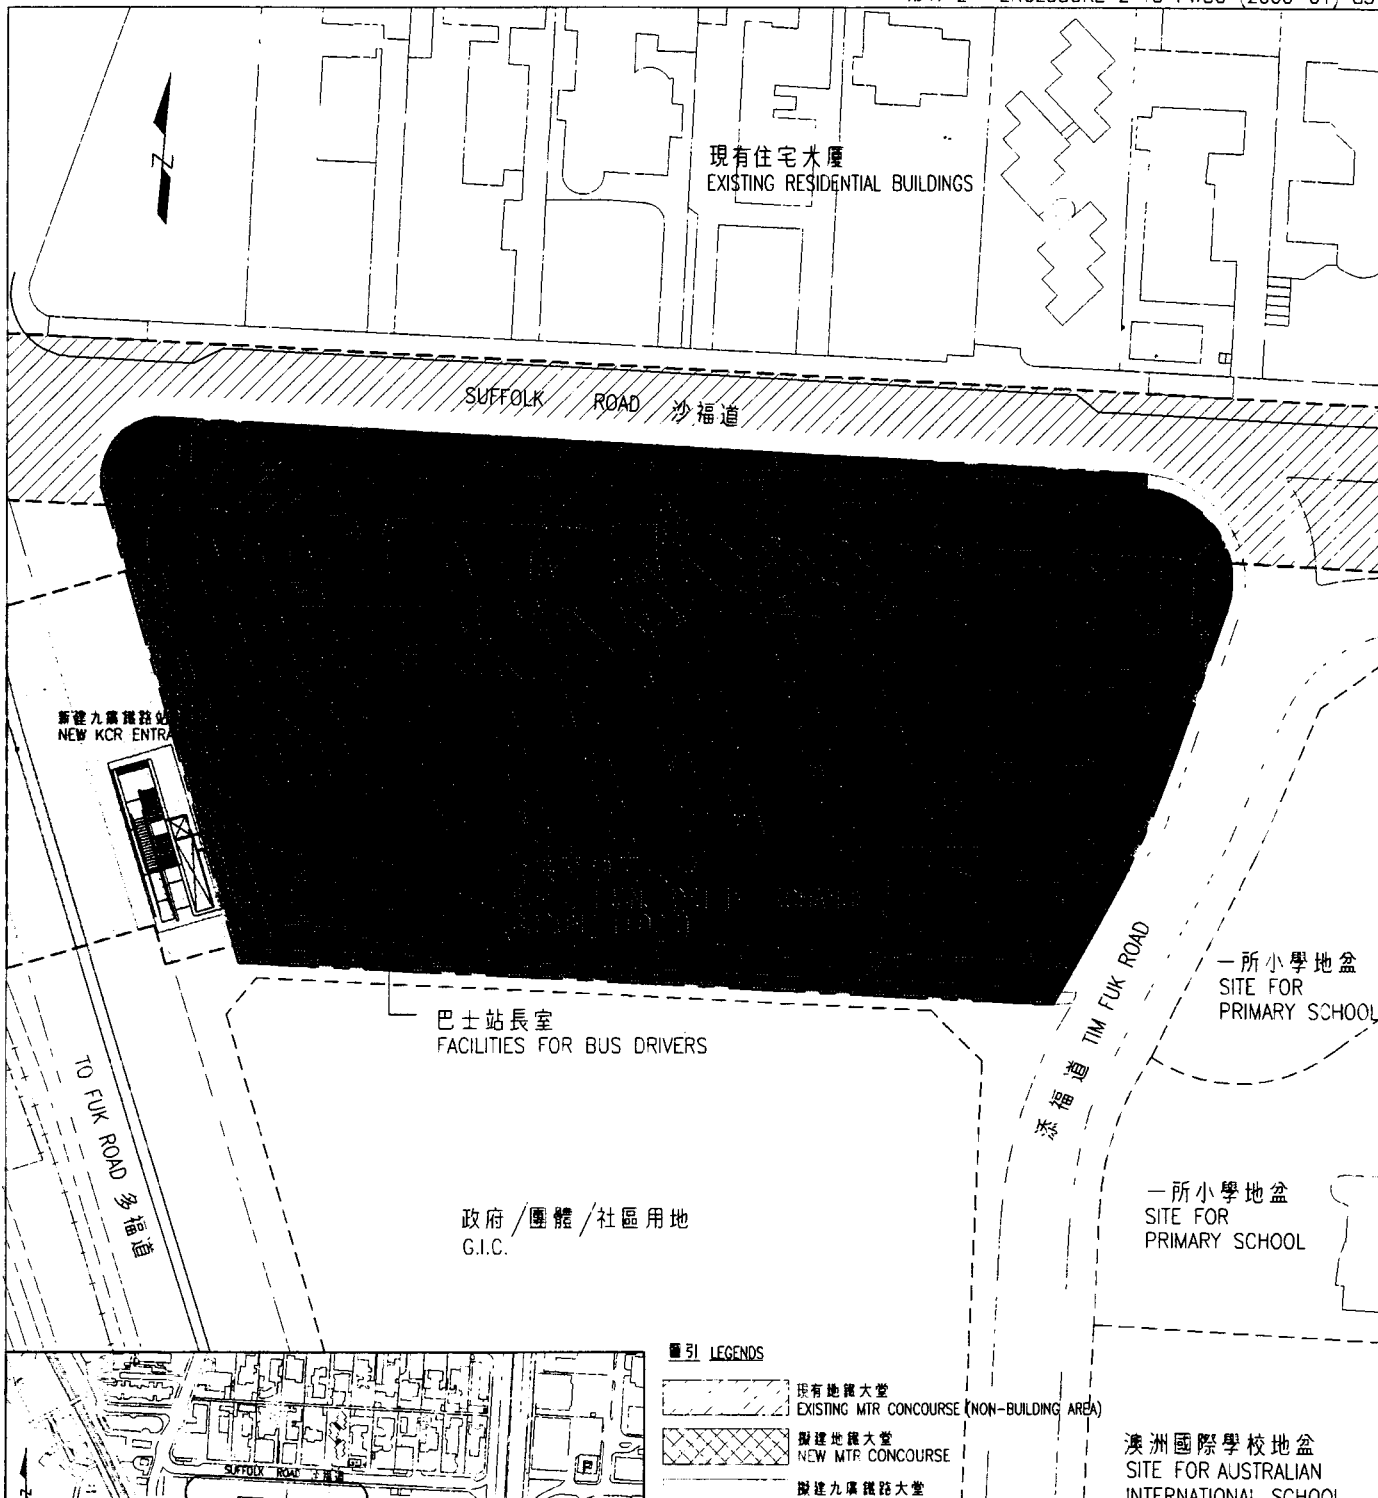 現有住宅大廈
EXISTING RESIDENTIAL BUILDINGS
N
SUFFOLK ROAD 沙福道
新建九廣鐵路站
NEW KCR ENTRA
巴士站長室
FACILITIES FOR BUS DRIVERS
添福道 TIM FUK ROAD
一所小學地盆
SITE FOR
PRIMARY SCHOOL
TO FUK ROAD 多福道
政府/團體/社區用地
G.I.C.
一所小學地盆
SITE FOR
PRIMARY SCHOOL
圖引 LEGENDS
現有地鐵大堂
EXISTING MTR CONCOURSE (NON-BUILDING AREA)
擬建地鐵大堂
NEW MTR CONCOURSE
擬建九廣鐵路大堂
澳洲國際學校地盆
SITE FOR AUSTRALIAN
INTERNATIONAL SCHOOL
SUFFOLK ROAD
P